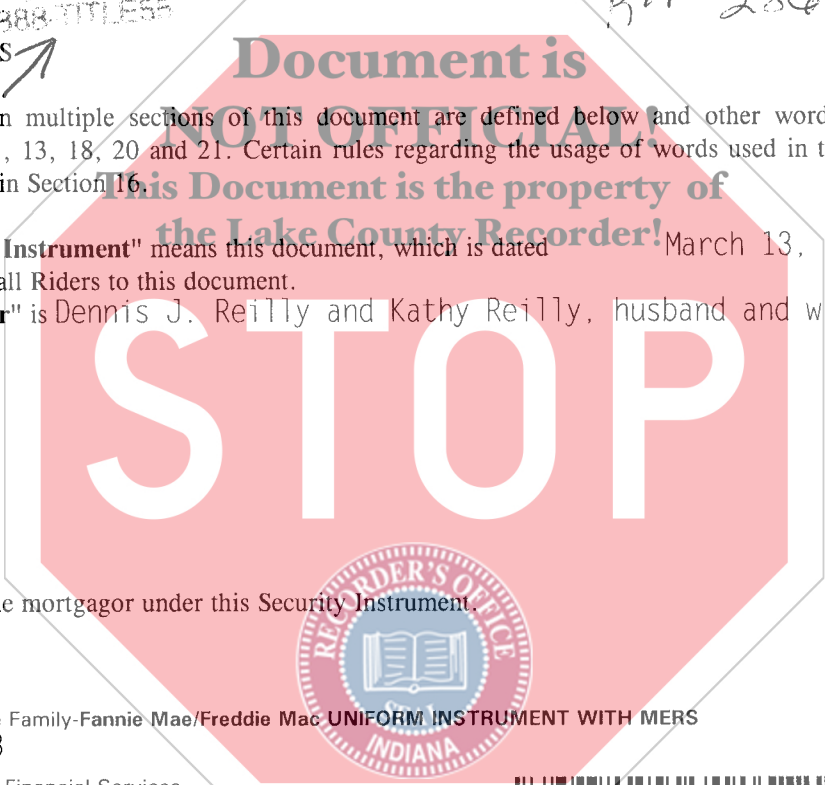 388-TITLE55
S
Document is
NOT OFFICIAL!
n multiple sections of this document are defined below and other word
, 13, 18, 20 and 21. Certain rules regarding the usage of words used in t
in Section 16.
This Document is the property of
the Lake County Recorder!
Instrument" means this document, which is dated March 13,
all Riders to this document.
r" is Dennis J. Reilly and Kathy Reilly, husband and w
STOP
e mortgagor under this Security Instrument.
RECORDER'S OFFICE
SEAL
INDIANA
Family-Fannie Mae/Freddie Mac UNIFORM INSTRUMENT WITH MERS
Financial Services